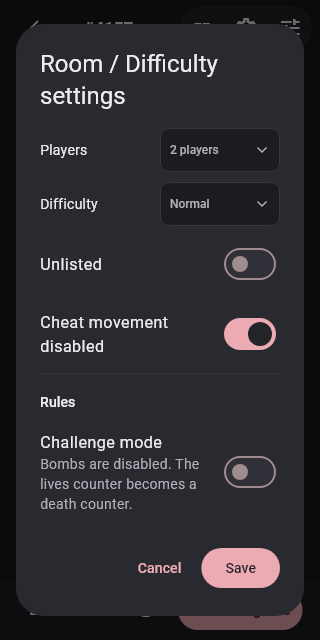 Room / Difficulty
settings
Players
2 players
Difficulty
Normal
Unlisted
Cheat movement
disabled
Rules
Challenge mode
Bombs are disabled. The
lives counter becomes a
death counter.
Cancel
Save